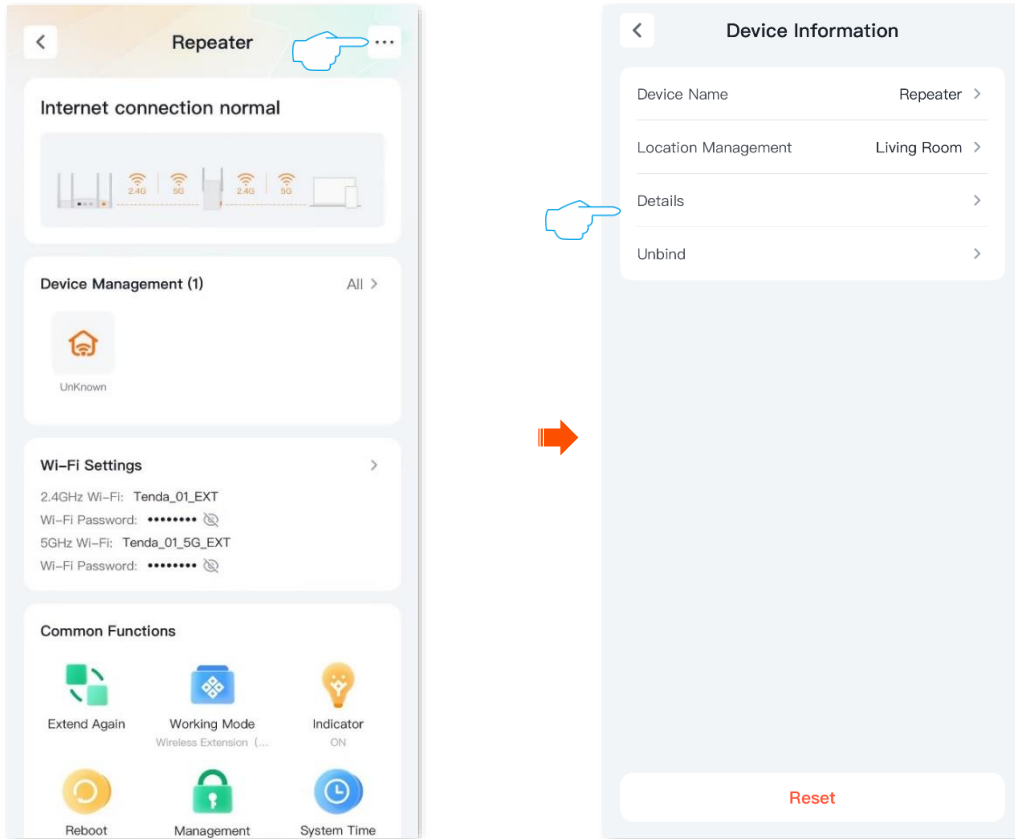 Repeater
Internet connection normal
2.4G 5G 2.4G 5G
Device Management (1) All
UnKnown
Wi-Fi Settings
2.4GHz Wi-Fi: Tenda_01_EXT
Wi-Fi Password: ••••••••
5GHz Wi-Fi: Tenda_01_5G_EXT
Wi-Fi Password: ••••••••
Common Functions
Extend Again Working Mode Indicator
Wireless Extension (... ON
Reboot Management System Time
Device Information
Device Name Repeater
Location Management Living Room
Details
Unbind
Reset